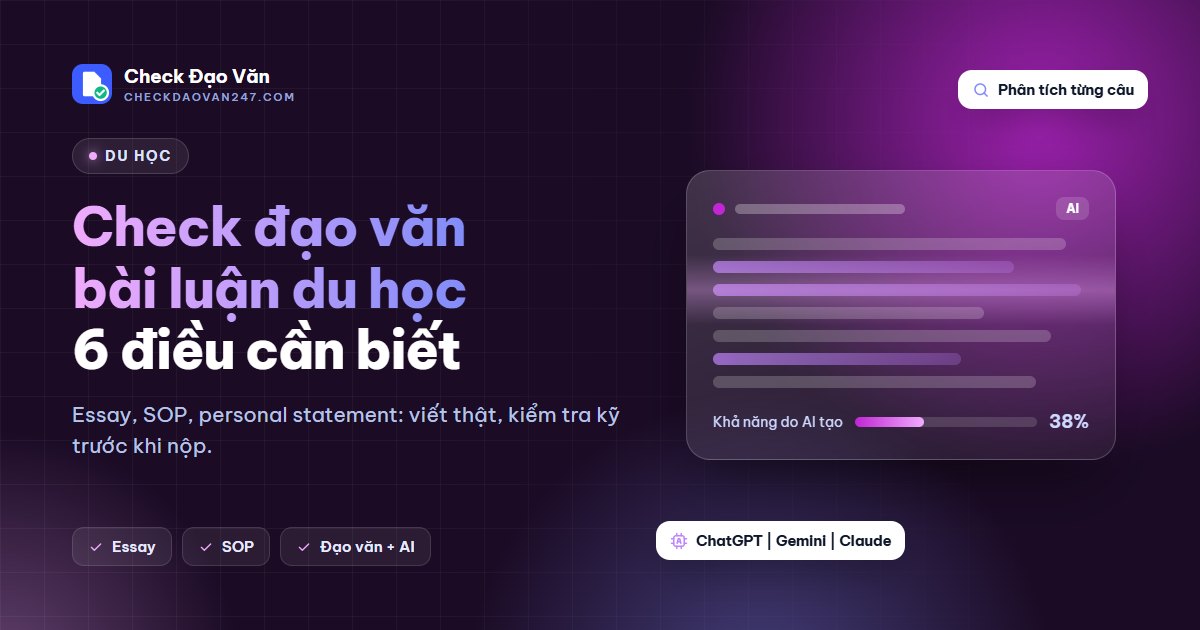 Check Đạo Văn
CHECKDAOVAN247.COM
Phân tích từng câu
DU HỌC
Check đạo văn
bài luận du học
6 điều cần biết
Essay, SOP, personal statement: viết thật, kiểm tra kỹ
trước khi nộp.
AI
Khả năng do AI tạo 38%
Essay
SOP
Đạo văn + AI
ChatGPT | Gemini | Claude